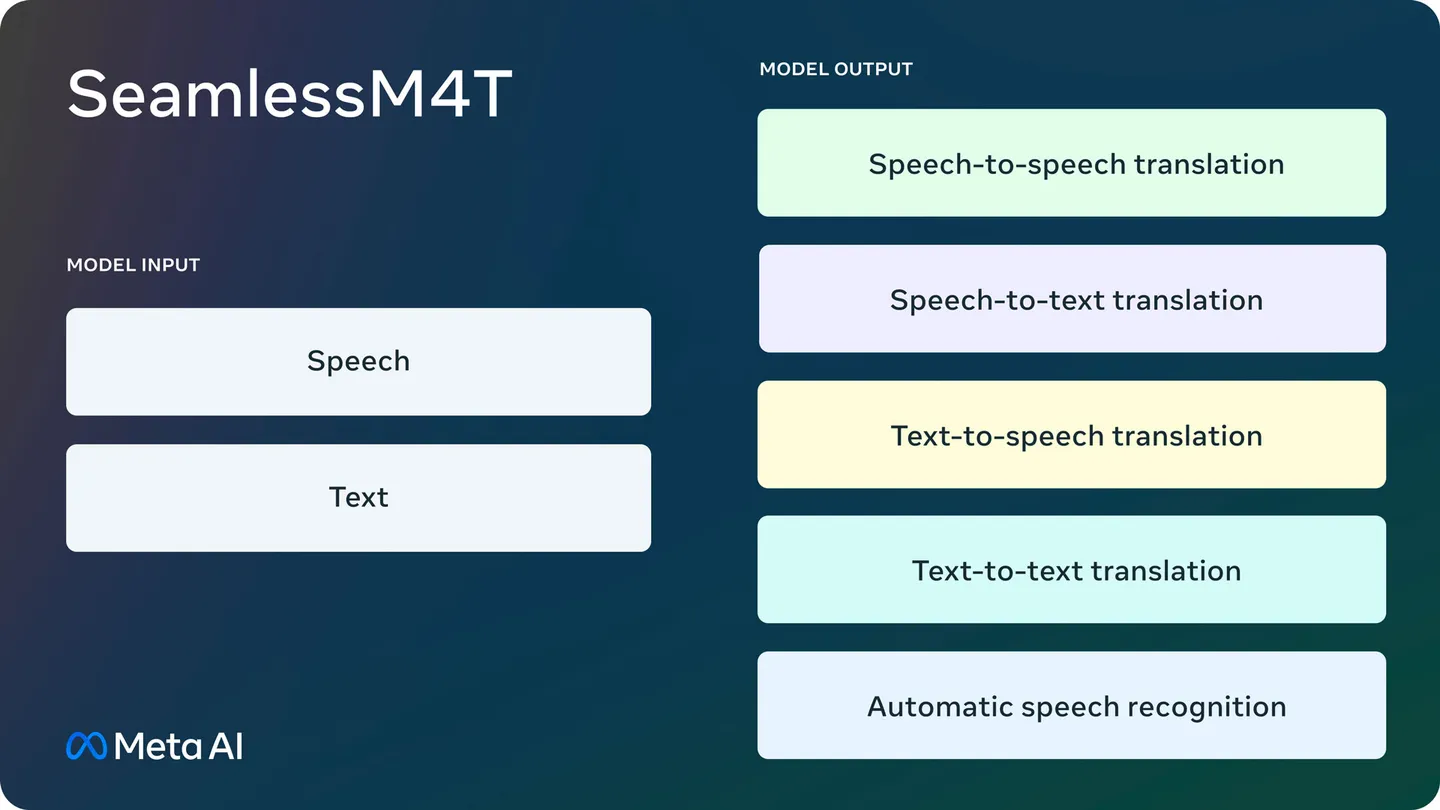 SeamlessM4T
MODEL INPUT
Speech
Text
MODEL OUTPUT
Speech-to-speech translation
Speech-to-text translation
Text-to-speech translation
Text-to-text translation
Automatic speech recognition
Meta AI